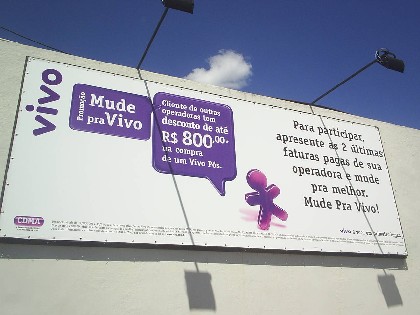 vivo
Promoção
Mude
pra Vivo
Cliente de outras
operadoras tem
desconto de até
R$ 800,00*
na compra
de um Vivo Pós.
Para participar,
apresente as 2 últimas
faturas pagas de sua
operadora e mude
pra melhor.
Mude Pra Vivo!
CDMA